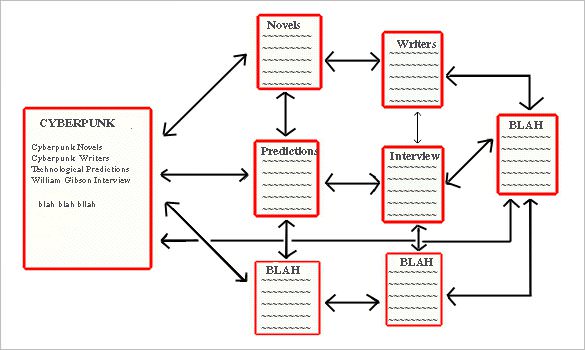 Novels
Writers
CYBERPUNK
Cyberpunk Novels
Cyberpunk Writers
Technological Predictions
William Gibson Interview
blah blah bllah
BLAH
Predictions
Interview
BLAH
BLAH